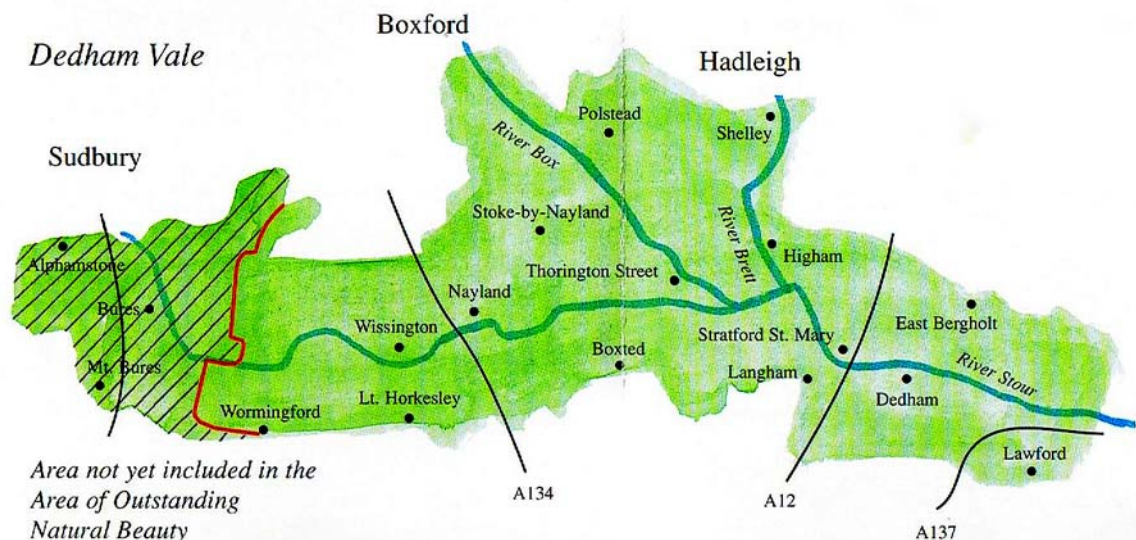 Dedham Vale
Boxford
Hadleigh
Sudbury
Polstead
Shelley
River Box
River Brett
Stoke-by-Nayland
Higham
Alphamstone
Thorington Street
Bures
Nayland
East Bergholt
Wissington
Stratford St. Mary
Boxted
Mt. Bures
Langham
River Stour
Dedham
Lt. Horkesley
Wormingford
Lawford
Area not yet included in the
Area of Outstanding
Natural Beauty
A134
A12
A137